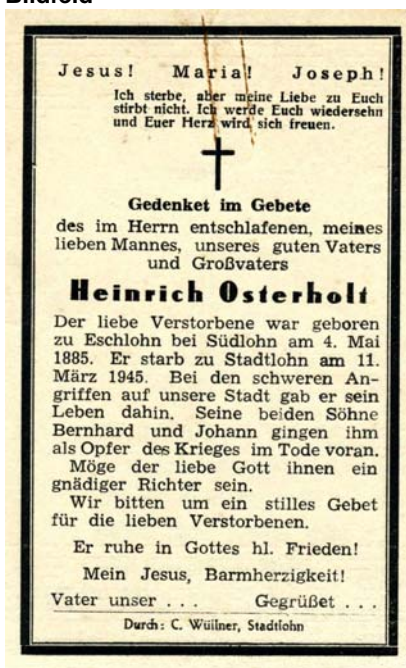 Jesus! Maria! Joseph!
Ich sterbe, aber meine Liebe zu Euch
stirbt nicht. Ich werde Euch wiedersehn
und Euer Herz wird sich freuen.
Gedenket im Gebete
des im Herrn entschlafenen, meines
lieben Mannes, unseres guten Vaters
und Großvaters
Heinrich Osterholt
Der liebe Verstorbene war geboren
zu Eschlohn bei Südlohn am 4. Mai
1885. Er starb zu Stadtlohn am 11.
März 1945. Bei den schweren An-
griffen auf unsere Stadt gab er sein
Leben dahin. Seine beiden Söhne
Bernhard und Johann gingen ihm
als Opfer des Krieges im Tode voran.
Möge der liebe Gott ihnen ein
gnädiger Richter sein.
Wir bitten um ein stilles Gebet
für die lieben Verstorbenen.
Er ruhe in Gottes hl. Frieden!
Mein Jesus, Barmherzigkeit!
Vater unser . . . Gegrüßet . . .
Durch: C. Wüllner, Stadtlohn